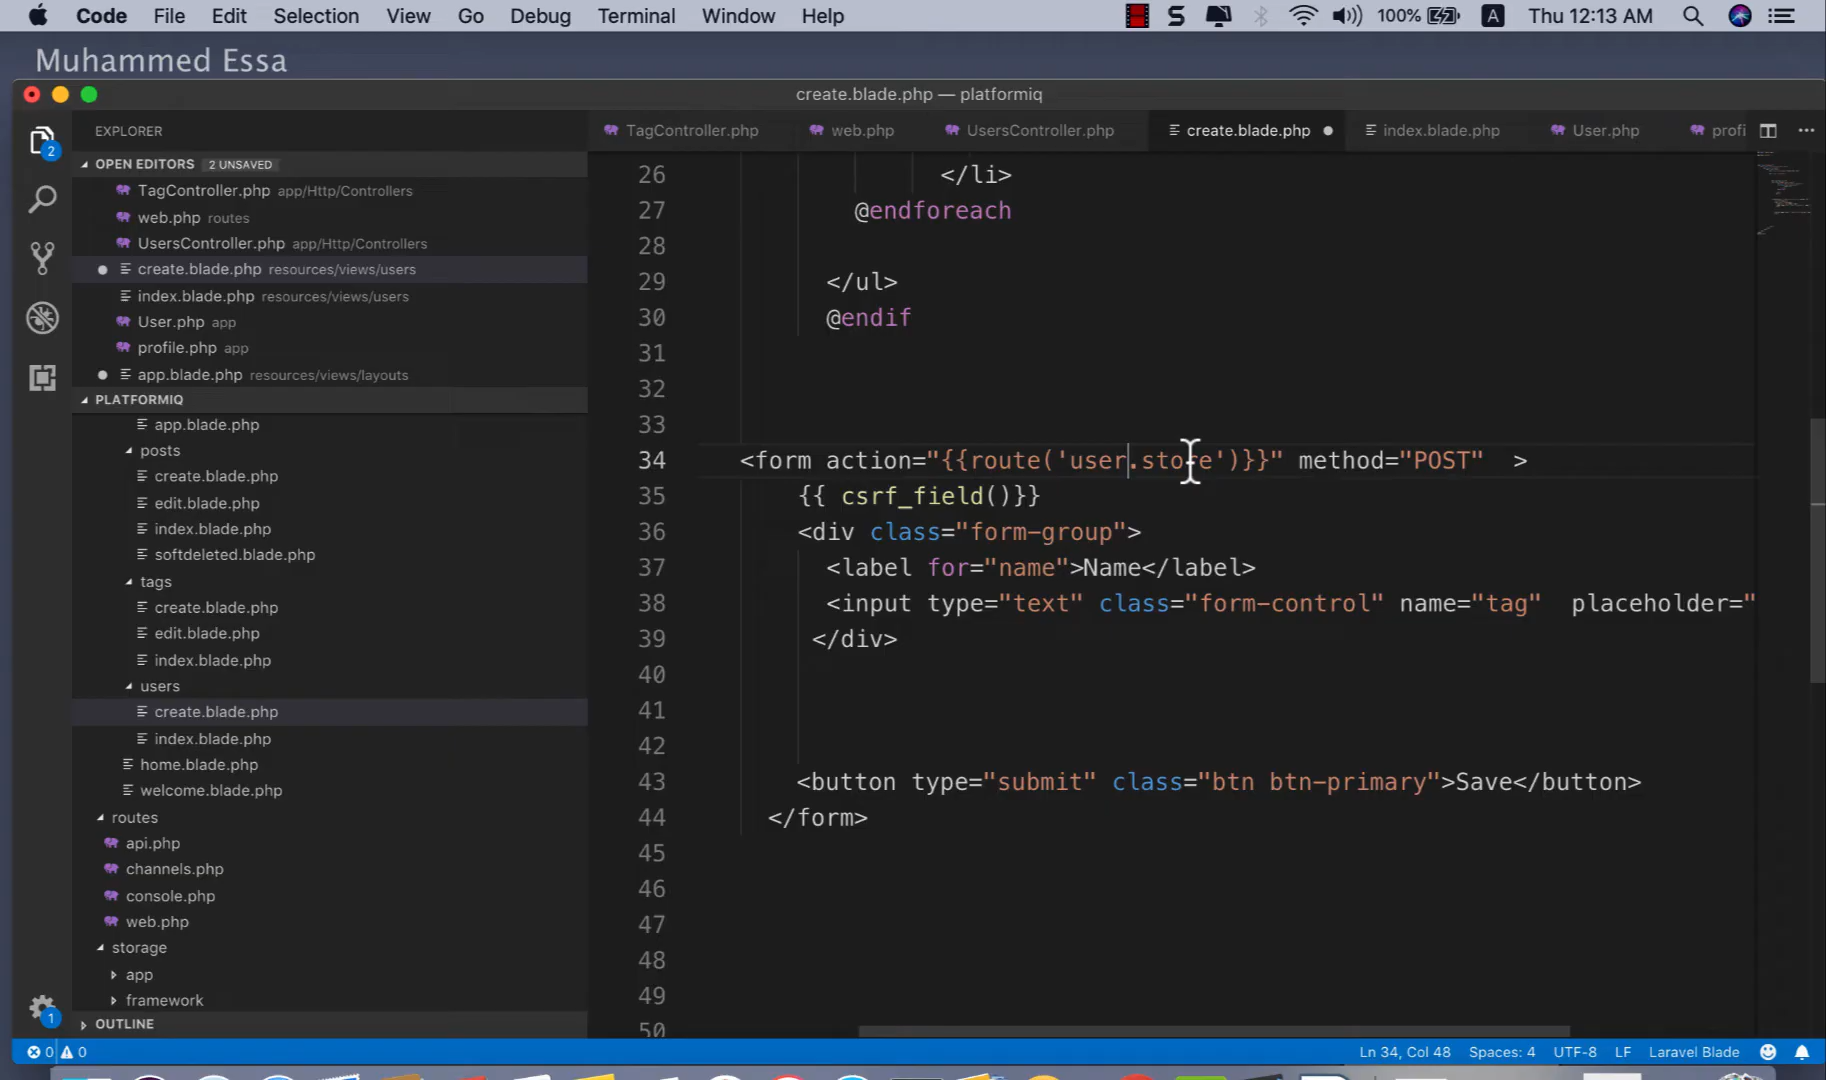 Code File Edit Selection View Go Debug Terminal Window Help S 100% A Thu 12:13 AM
Muhammed Essa
create.blade.php — platformiq
EXPLORER
OPEN EDITORS 2 UNSAVED
TagController.php app/Http/Controllers
web.php routes
UsersController.php app/Http/Controllers
create.blade.php resources/views/users
index.blade.php resources/views/users
User.php app
profile.php app
app.blade.php resources/views/layouts
PLATFORMIQ
app.blade.php
posts
create.blade.php
edit.blade.php
index.blade.php
softdeleted.blade.php
tags
create.blade.php
edit.blade.php
index.blade.php
users
create.blade.php
index.blade.php
home.blade.php
welcome.blade.php
routes
api.php
channels.php
console.php
web.php
storage
app
framework
OUTLINE
2
1
TagController.php web.php UsersController.php create.blade.php index.blade.php User.php profi
26 </li>
27 @endforeach
28
29 </ul>
30 @endif
31
32
33
34 <form action="{{route('user.store')}}" method="POST" >
35 {{ csrf_field()}}
36 <div class="form-group">
37 <label for="name">Name</label>
38 <input type="text" class="form-control" name="tag" placeholder="
39 </div>
40
41
42
43 <button type="submit" class="btn btn-primary">Save</button>
44 </form>
45
46
47
48
49
50
0 0 Ln 34, Col 48 Spaces: 4 UTF-8 LF Laravel Blade